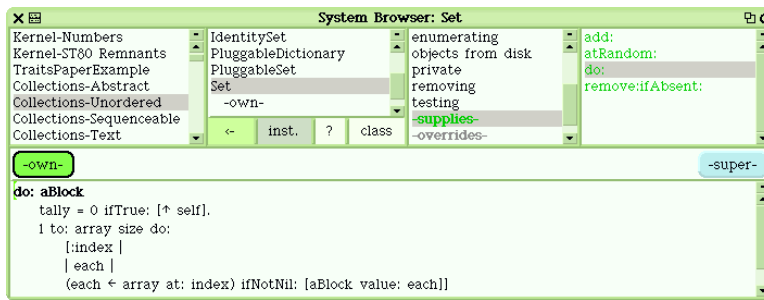 System Browser: Set
Kernel-Numbers
Kernel-ST80 Remnants
TraitsPaperExample
Collections-Abstract
Collections-Unordered
Collections-Sequenceable
Collections-Text
IdentitySet
PluggableDictionary
PluggableSet
Set
-own-
<- inst. ? class
enumerating
objects from disk
private
removing
testing
-supplies-
-overrides-
add:
atRandom:
do:
remove:ifAbsent:
-own- -super-
do: aBlock
tally = 0 ifTrue: [↑ self].
1 to: array size do:
[:index |
| each |
(each ← array at: index) ifNotNil: [aBlock value: each]]